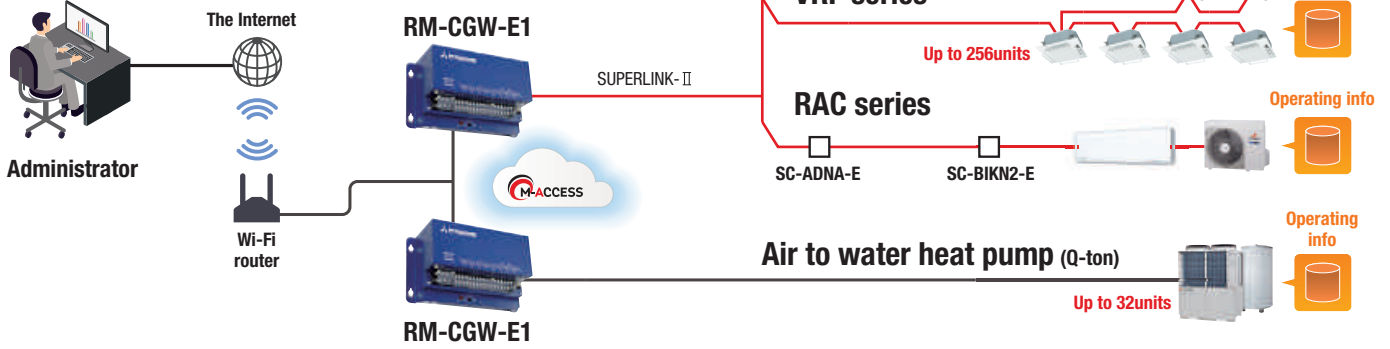 The Internet
RM-CGW-E1
VRF series
Up to 256units
SUPERLINK-Ⅱ
RAC series
Operating info
Administrator
SC-ADNA-E
SC-BIKN2-E
M-ACCESS
Wi-Fi
router
Air to water heat pump (Q-ton)
Operating
info
Up to 32units
RM-CGW-E1